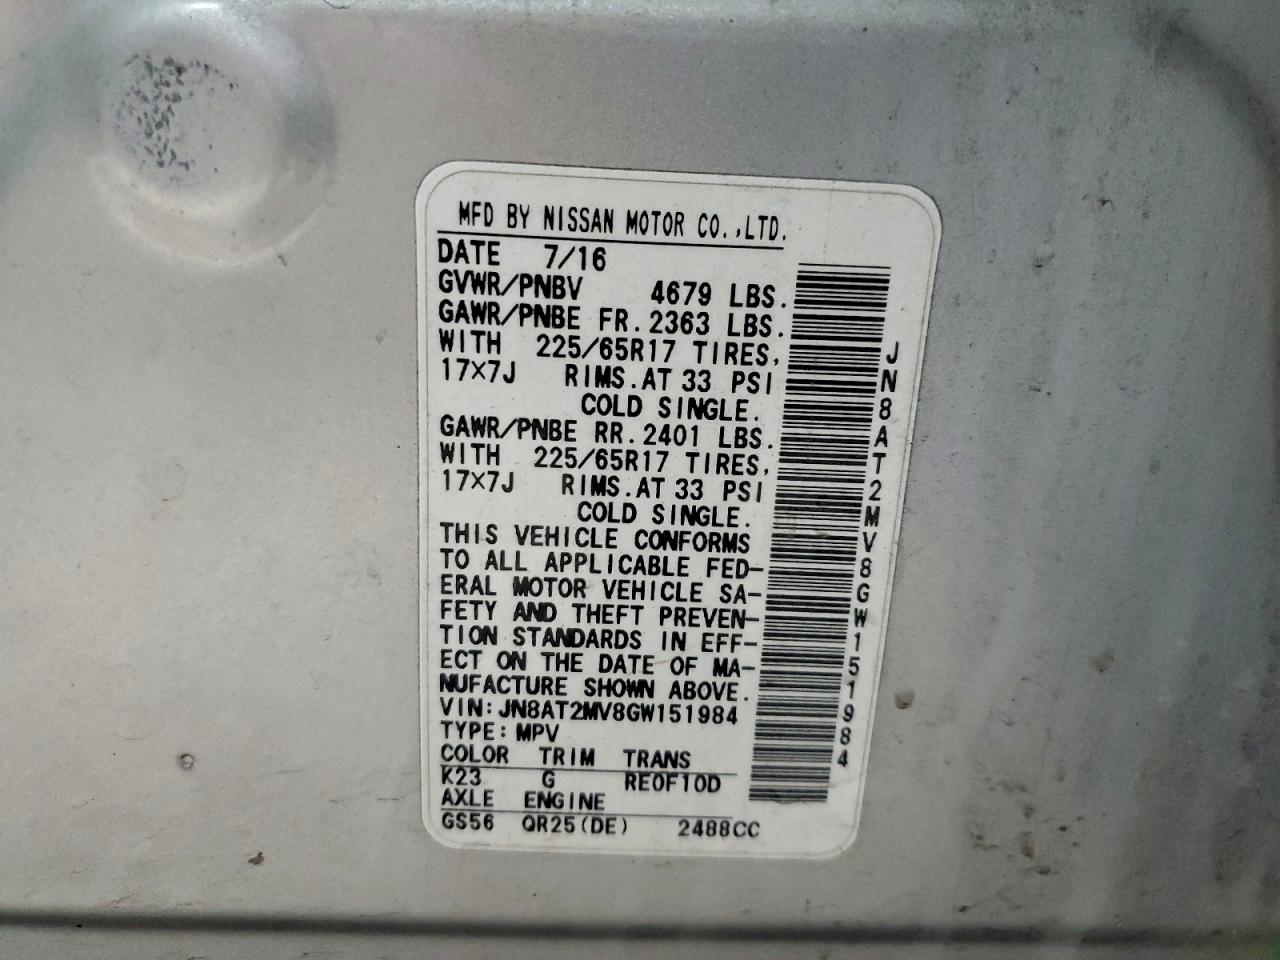 MFD BY NISSAN MOTOR CO.,LTD.
DATE 7/16
GVWR/PNBV 4679 LBS.
GAWR/PNBE FR.2363 LBS.
WITH 225/65R17 TIRES,
17×7J RIMS.AT 33 PSI
COLD SINGLE.
GAWR/PNBE RR.2401 LBS.
WITH 225/65R17 TIRES,
17×7J RIMS.AT 33 PSI
COLD SINGLE.
THIS VEHICLE CONFORMS
TO ALL APPLICABLE FED-
ERAL MOTOR VEHICLE SA-
FETY AND THEFT PREVEN-
TION STANDARDS IN EFF-
ECT ON THE DATE OF MA-
NUFACTURE SHOWN ABOVE.
VIN:JN8AT2MV8GW151984
TYPE:MPV
COLOR TRIM TRANS
K23 G RE0F10D
AXLE ENGINE
GS56 QR25(DE) 2488CC
JN8AT2MV8GW151984